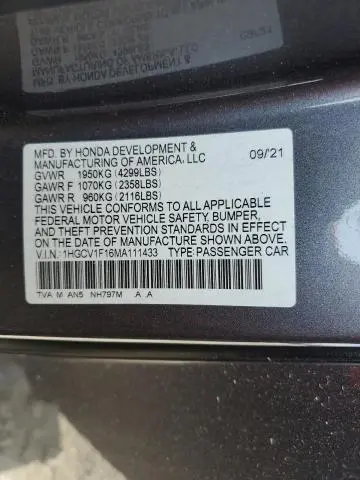 MFD. BY HONDA DEVELOPMENT &
MANUFACTURING OF AMERICA, LLC
GVWR 1950KG (4299LBS) 09/21
GAWR F 1070KG (2358LBS)
GAWR R 960KG (2116LBS)
THIS VEHICLE CONFORMS TO ALL APPLICABLE
FEDERAL MOTOR VEHICLE SAFETY, BUMPER,
AND THEFT PREVENTION STANDARDS IN EFFECT
ON THE DATE OF MANUFACTURE SHOWN ABOVE.
V.I.N.: 1HGCV1F16MA111433 TYPE:PASSENGER CAR
TVA M AN5 NH797M A A